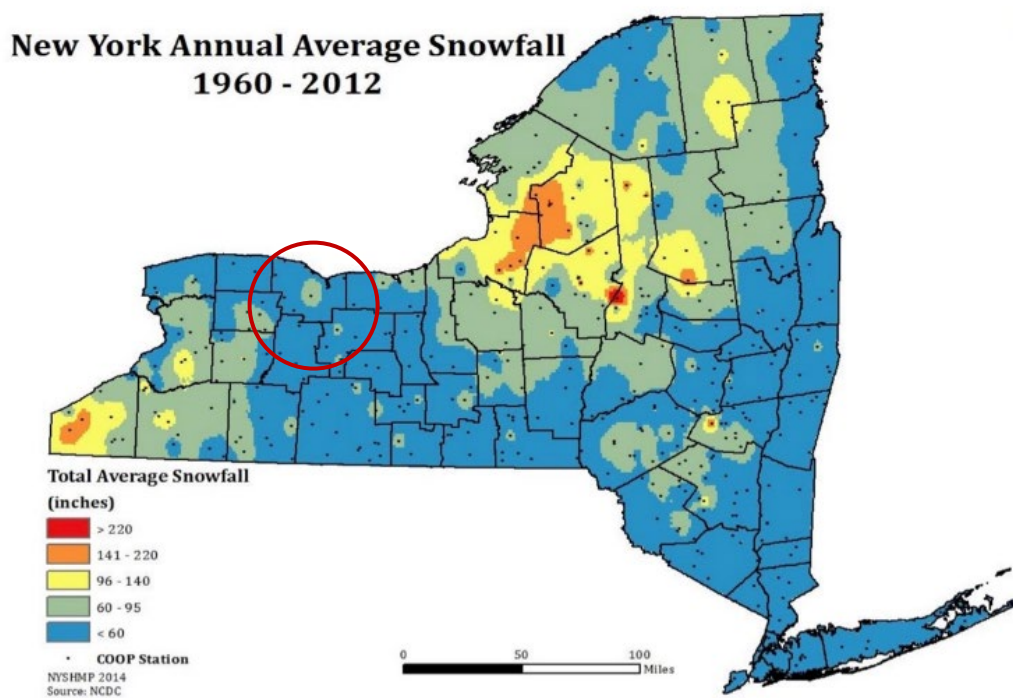 New York Annual Average Snowfall
1960 - 2012
Total Average Snowfall
(inches)
> 220
141 - 220
96 - 140
60 - 95
< 60
COOP Station
NYSHMP 2014
Source: NCDC
0 50 100
Miles